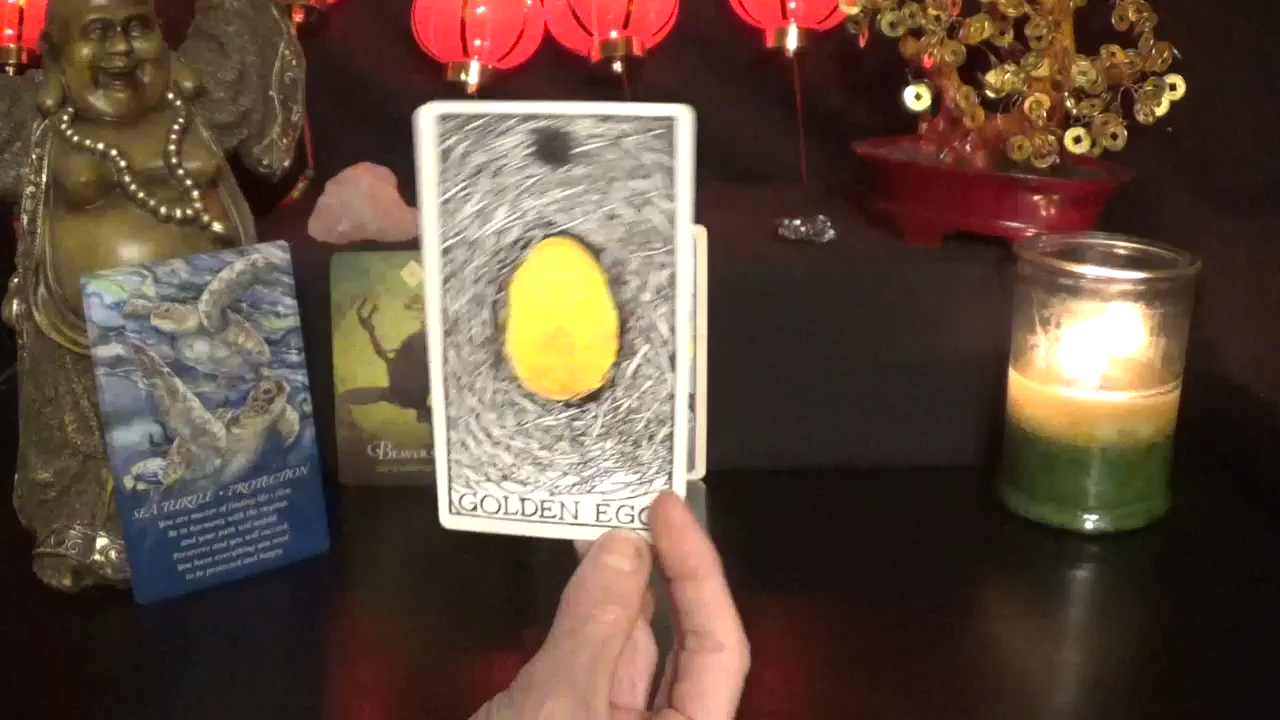 GOLDEN EGG
BEAVER
SEA TURTLE • PROTECTION
You are master of finding life's flow
Be in harmony with the rhythm
and your path will unfold
Persevere and you will succeed
You have everything you need
to be protected and happy.